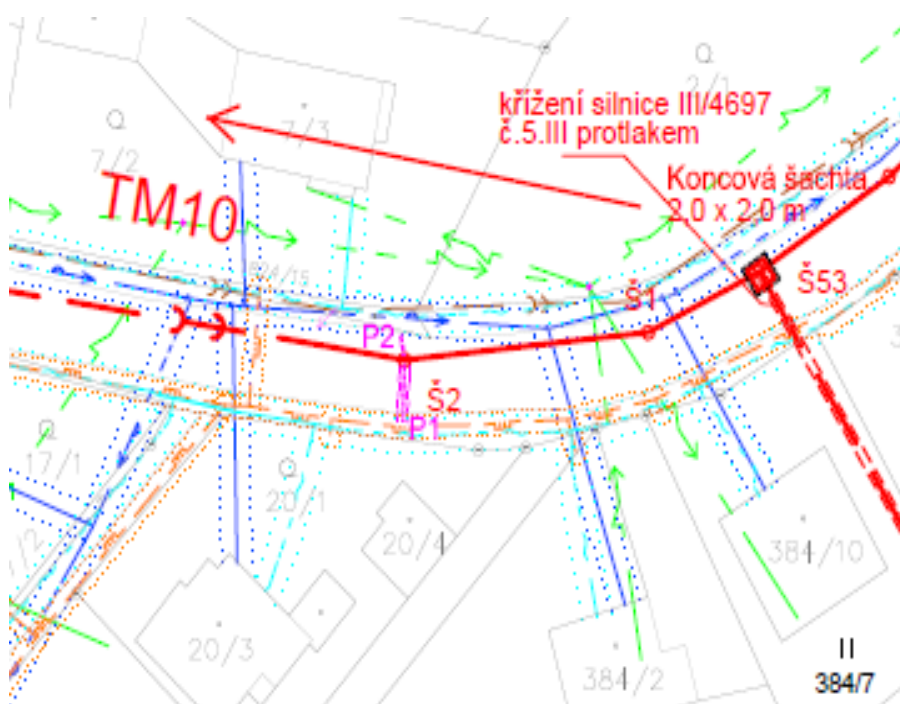 2/1
křížení silnice III/4697
č.5.III protlakem
7/3
7/2
Koncová šachta
2,0 x 2,0 m
TM10
Š53
Š1
P2
Š2
P1
17/1
20/1
20/4
384/10
20/3
384/2
II
384/7